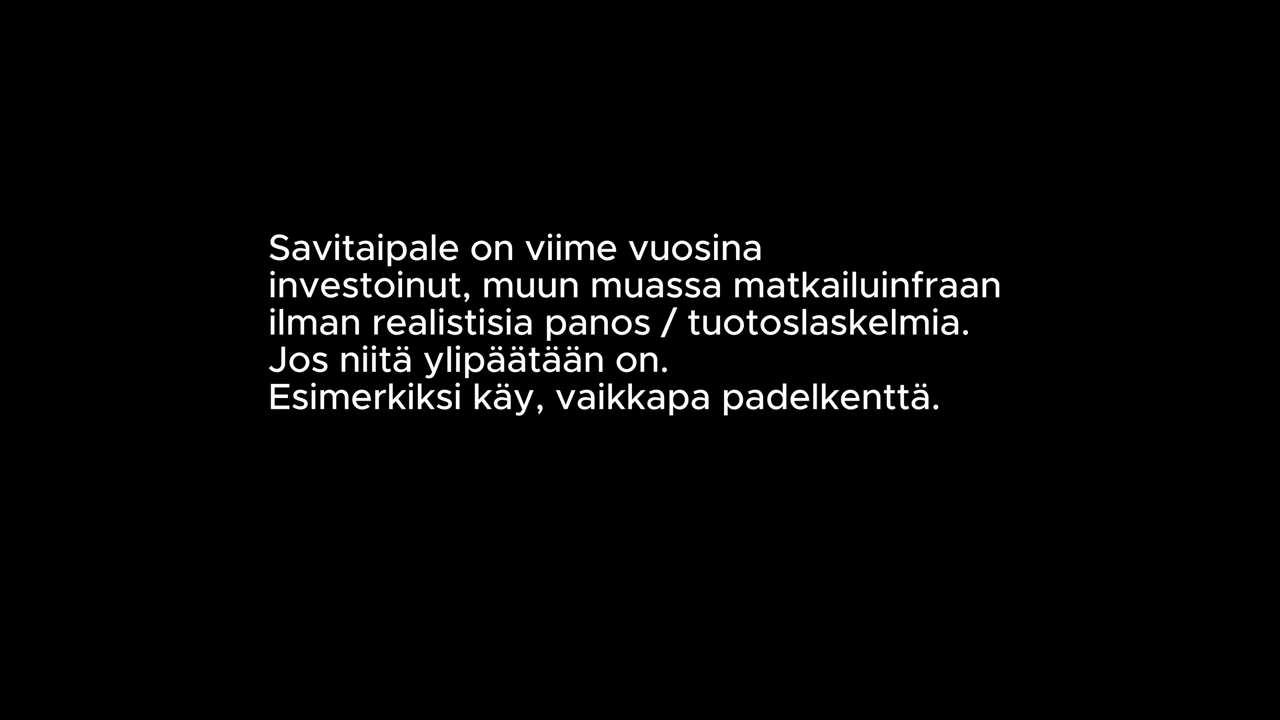 Savitaipale on viime vuosina
investoinut, muun muassa matkailuinfraan
ilman realistisia panos / tuotoslaskelmia.
Jos niitä ylipäätään on.
Esimerkiksi käy, vaikkapa padelkenttä.